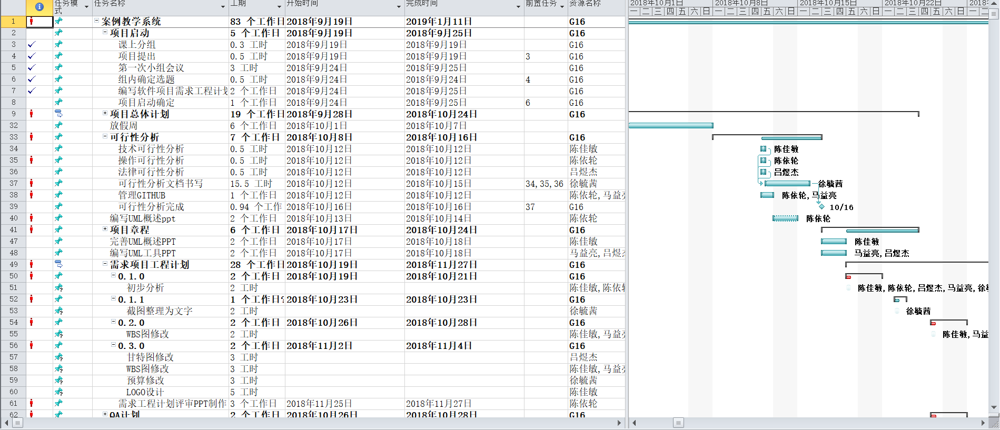 任务模式 任务名称 工期 开始时间 完成时间 前置任务 资源名称 2018年10月1日 2018年10月8日 2018年10月15日 2018年10月22日
一 二 三 四 五 六 日 一 二 三 四 五 六 日 一 二 三 四 五 六 日 一 二 三 四 五 六 日 一 二
1 案例教学系统 83 个工作日 2018年9月19日 2019年1月11日 G16
2 项目启动 5 个工作日 2018年9月19日 2018年9月25日 G16
3 课上分组 0.3 工时 2018年9月19日 2018年9月19日 G16
4 项目提出 0.5 工时 2018年9月19日 2018年9月19日 3 G16
5 第一次小组会议 3 工时 2018年9月24日 2018年9月25日 G16
6 组内确定选题 0.5 工时 2018年9月24日 2018年9月24日 4 G16
7 编写软件项目需求工程计划 2 个工作日 2018年9月24日 2018年9月25日 G16
8 项目启动确定 1 个工作日 2018年9月24日 2018年9月25日 6 G16
9 项目总体计划 19 个工作日 2018年9月28日 2018年10月24日 G16
32 放假周 6 个工作日 2018年10月1日 2018年10月7日
33 可行性分析 7 个工作日 2018年10月8日 2018年10月16日 G16
34 技术可行性分析 0.5 工时 2018年10月12日 2018年10月12日 陈佳敏 陈佳敏
35 操作可行性分析 0.5 工时 2018年10月12日 2018年10月12日 陈依轮 陈依轮
36 法律可行性分析 0.5 工时 2018年10月12日 2018年10月12日 吕煜杰 吕煜杰
37 可行性分析文档书写 15.5 工时 2018年10月12日 2018年10月15日 34,35,36 徐毓茜 徐毓茜
38 管理GITHUB 1 个工作日 2018年10月12日 2018年10月12日 陈依轮,马益亮 陈依轮,马益亮
39 可行性分析完成 0.94 个工作 2018年10月16日 2018年10月16日 37 G16 10/16
40 编写UML概述ppt 2 个工作日 2018年10月13日 2018年10月14日 陈依轮 陈依轮
41 项目章程 6 个工作日 2018年10月17日 2018年10月24日 G16
47 完善UML概述PPT 2 个工作日 2018年10月17日 2018年10月18日 陈佳敏 陈佳敏
48 编写UML工具PPT 2 个工作日 2018年10月17日 2018年10月18日 马益亮,吕煜杰 马益亮,吕煜杰
49 需求项目工程计划 28 个工作日 2018年10月19日 2018年11月27日 G16
50 0.1.0 2 个工作日 2018年10月19日 2018年10月21日 G16
51 初步分析 2 工时 陈佳敏,陈依轮 陈佳敏,陈依轮,吕煜杰,马益亮,徐毓
52 0.1.1 1 个工作日? 2018年10月23日 2018年10月23日 G16
53 截图整理为文字 2 工时 徐毓茜 徐毓茜
54 0.2.0 2 个工作日 2018年10月26日 2018年10月28日 G16
55 WBS图修改 2 工时 陈佳敏,马益亮 陈佳敏,马益
56 0.3.0 2 个工作日 2018年11月2日 2018年11月4日 G16
57 甘特图修改 3 工时 吕煜杰
58 WBS图修改 3 工时 陈佳敏,马益亮
59 预算修改 3 工时 徐毓茜
60 LOGO设计 5 工时 陈佳敏
61 需求工程计划评审PPT制作 3 个工作日 2018年11月25日 2018年11月27日 陈依轮
62 QA计划 2 个工作日 2018年10月26日 2018年10月28日 G16